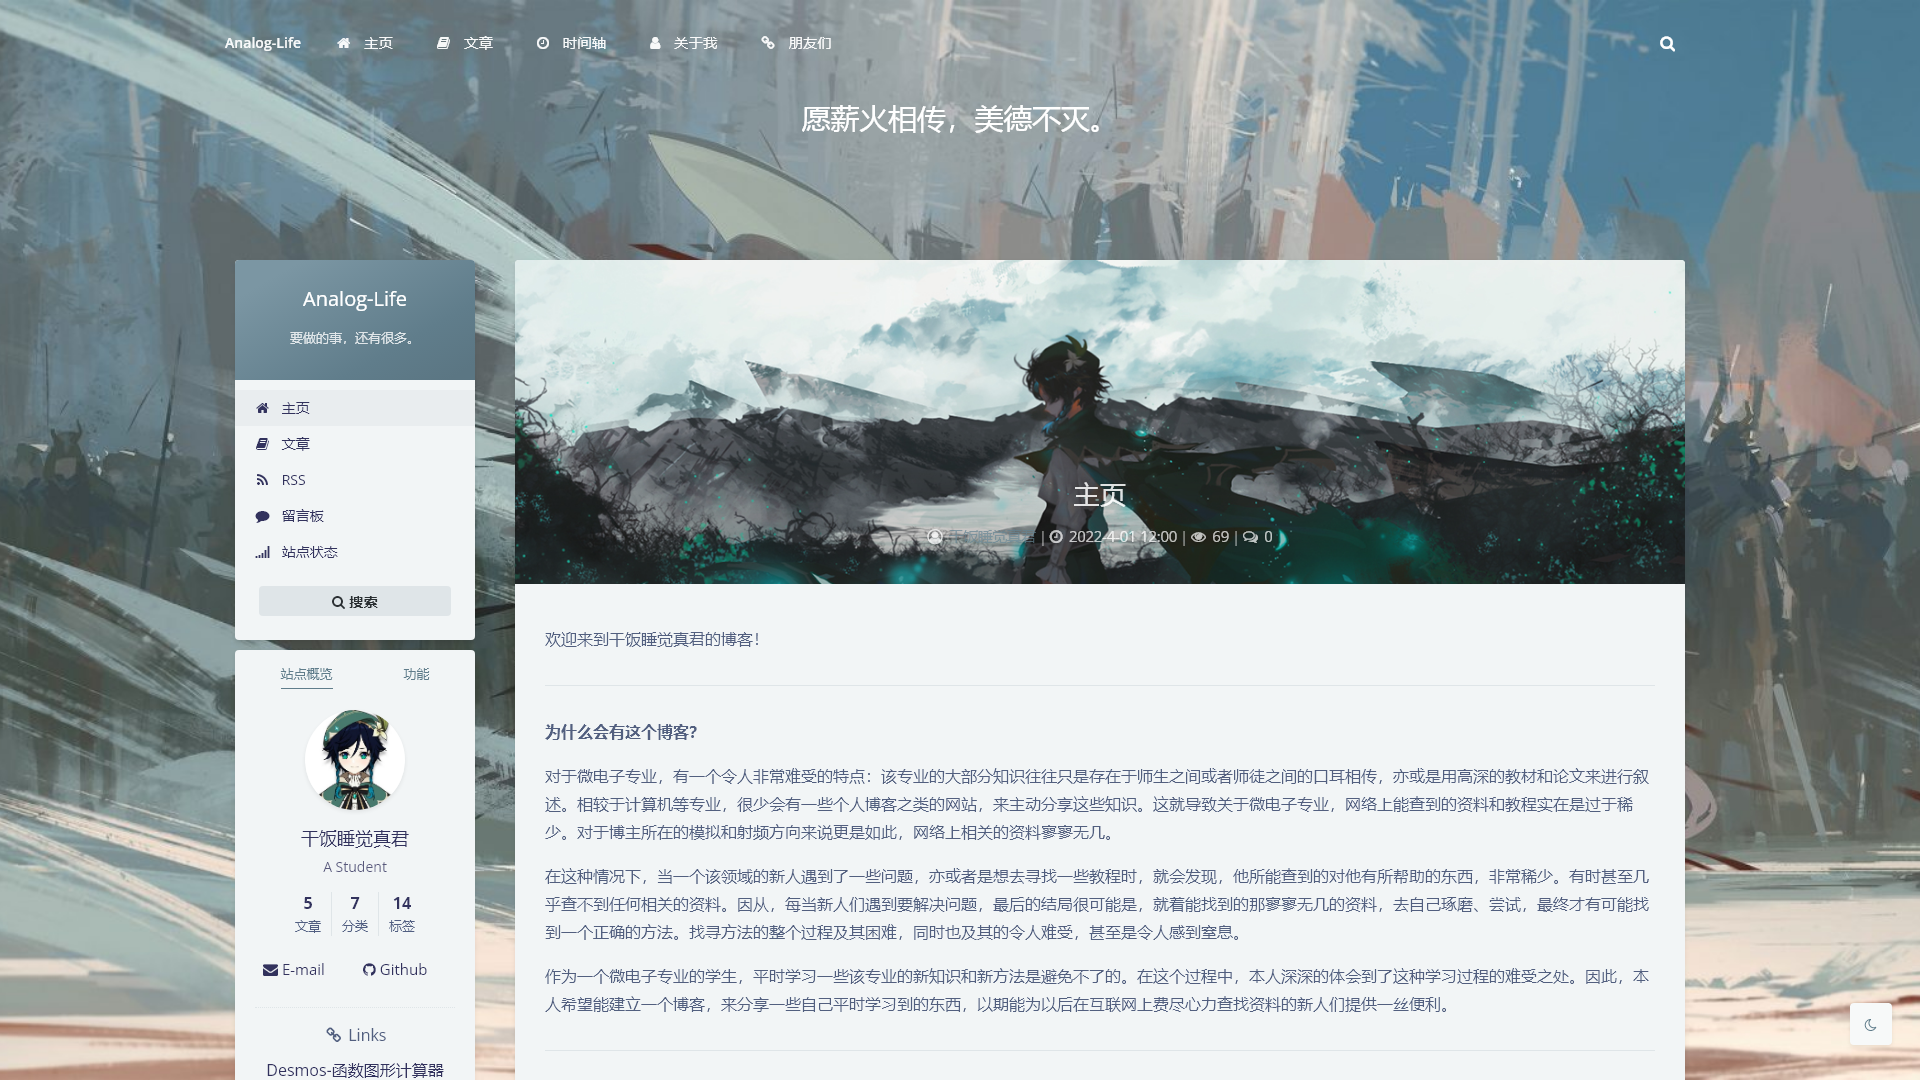 Analog-Life 主页 文章 时间轴 关于我 朋友们
愿薪火相传，美德不灭。
Analog-Life
要做的事，还有很多。
主页
文章
RSS
留言板
站点状态
搜索
站点概览 功能
干饭睡觉真君
A Student
5 7 14
文章 分类 标签
E-mail Github
Links
Desmos-函数图形计算器
主页
干饭睡觉真君 | 2022-4-01 12:00 | 69 | 0
欢迎来到干饭睡觉真君的博客！
为什么会有这个博客?
对于微电子专业，有一个令人非常难受的特点：该专业的大部分知识往往只是存在于师生之间或者师徒之间的口耳相传，亦或是用高深的教材和论文来进行叙
述。相较于计算机等专业，很少会有一些个人博客之类的网站，来主动分享这些知识。这就导致关于微电子专业，网络上能查到的资料和教程实在是过于稀
少。对于博主所在的模拟和射频方向来说更是如此，网络上相关的资料寥寥无几。
在这种情况下，当一个该领域的新人遇到了一些问题，亦或者是想去寻找一些教程时，就会发现，他所能查到的对他有所帮助的东西，非常稀少。有时甚至几
乎查不到任何相关的资料。因从，每当新人们遇到要解决问题，最后的结局很可能是，就着能找到的那寥寥无几的资料，去自己琢磨、尝试，最终才有可能找
到一个正确的方法。找寻方法的整个过程及其困难，同时也及其的令人难受，甚至是令人感到窒息。
作为一个微电子专业的学生，平时学习一些该专业的新知识和新方法是避免不了的。在这个过程中，本人深深的体会到了这种学习过程的难受之处。因此，本
人希望能建立一个博客，来分享一些自己平时学习到的东西，以期能为以后在互联网上费尽心力查找资料的新人们提供一丝便利。